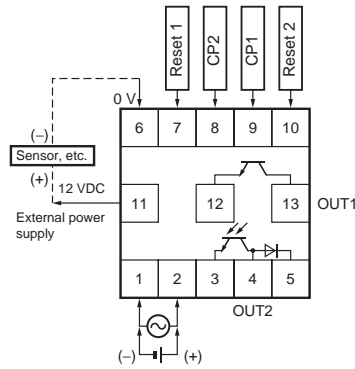 Reset 1
CP2
CP1
Reset 2
0 V
(−)
6
7
8
9
10
Sensor, etc.
(+)
12 VDC
11
12
13
OUT1
External power
supply
1
2
3
4
5
OUT2
(−)
(+)